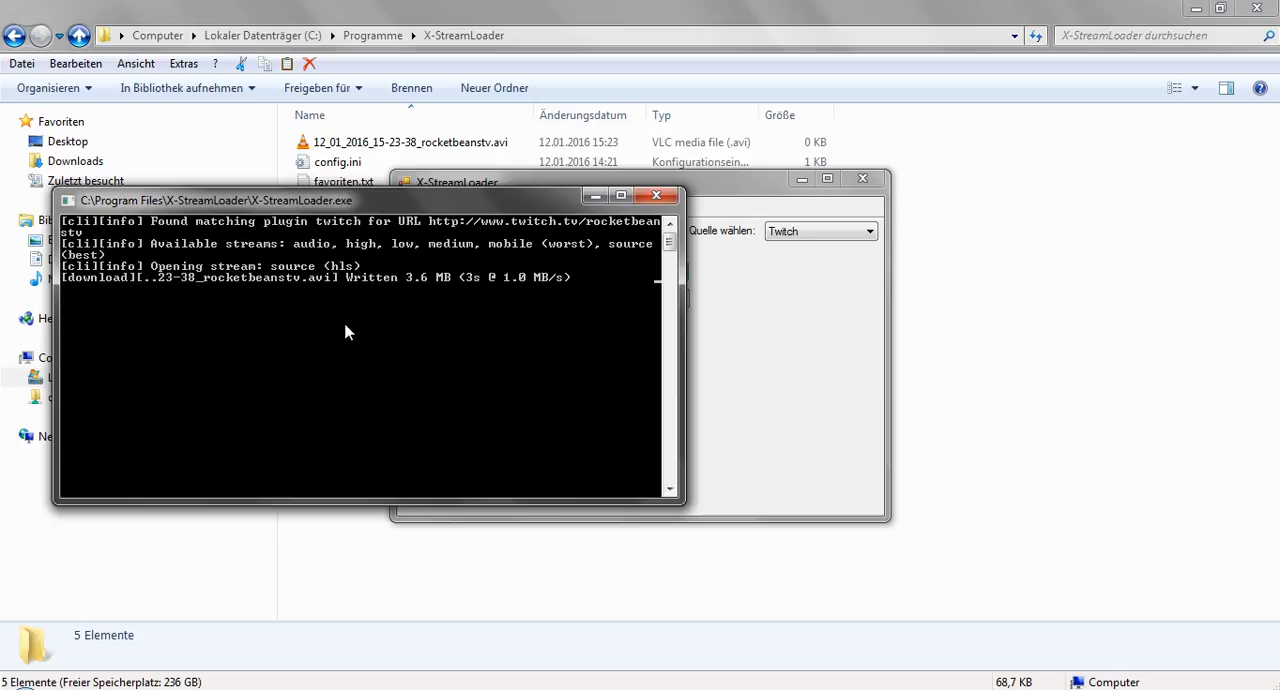 Computer Lokaler Datenträger (C:) Programme X-StreamLoader
X-StreamLoader durchsuchen
Datei Bearbeiten Ansicht Extras ?
Organisieren In Bibliothek aufnehmen Freigeben für Brennen Neuer Ordner
Name Änderungsdatum Typ Größe
Favoriten
Desktop
Downloads
Zuletzt besucht
Bib
He
Co
L
Ne
12_01_2016_15-23-38_rocketbeanstv.avi 12.01.2016 15:23 VLC media file (.avi) 0 KB
config.ini 12.01.2016 14:21 Konfigurationsein... 1 KB
favoriten.txt
X-StreamLoader
Quelle wählen: Twitch
C:\Program Files\X-StreamLoader\X-StreamLoader.exe
[cli][info] Found matching plugin twitch for URL http://www.twitch.tv/rocketbean
stv
[cli][info] Available streams: audio, high, low, medium, mobile (worst), source
(best)
[cli][info] Opening stream: source (hls)
[download][..23-38_rocketbeanstv.avi] Written 3.6 MB (3s @ 1.0 MB/s)
5 Elemente
5 Elemente (Freier Speicherplatz: 236 GB) 68,7 KB Computer